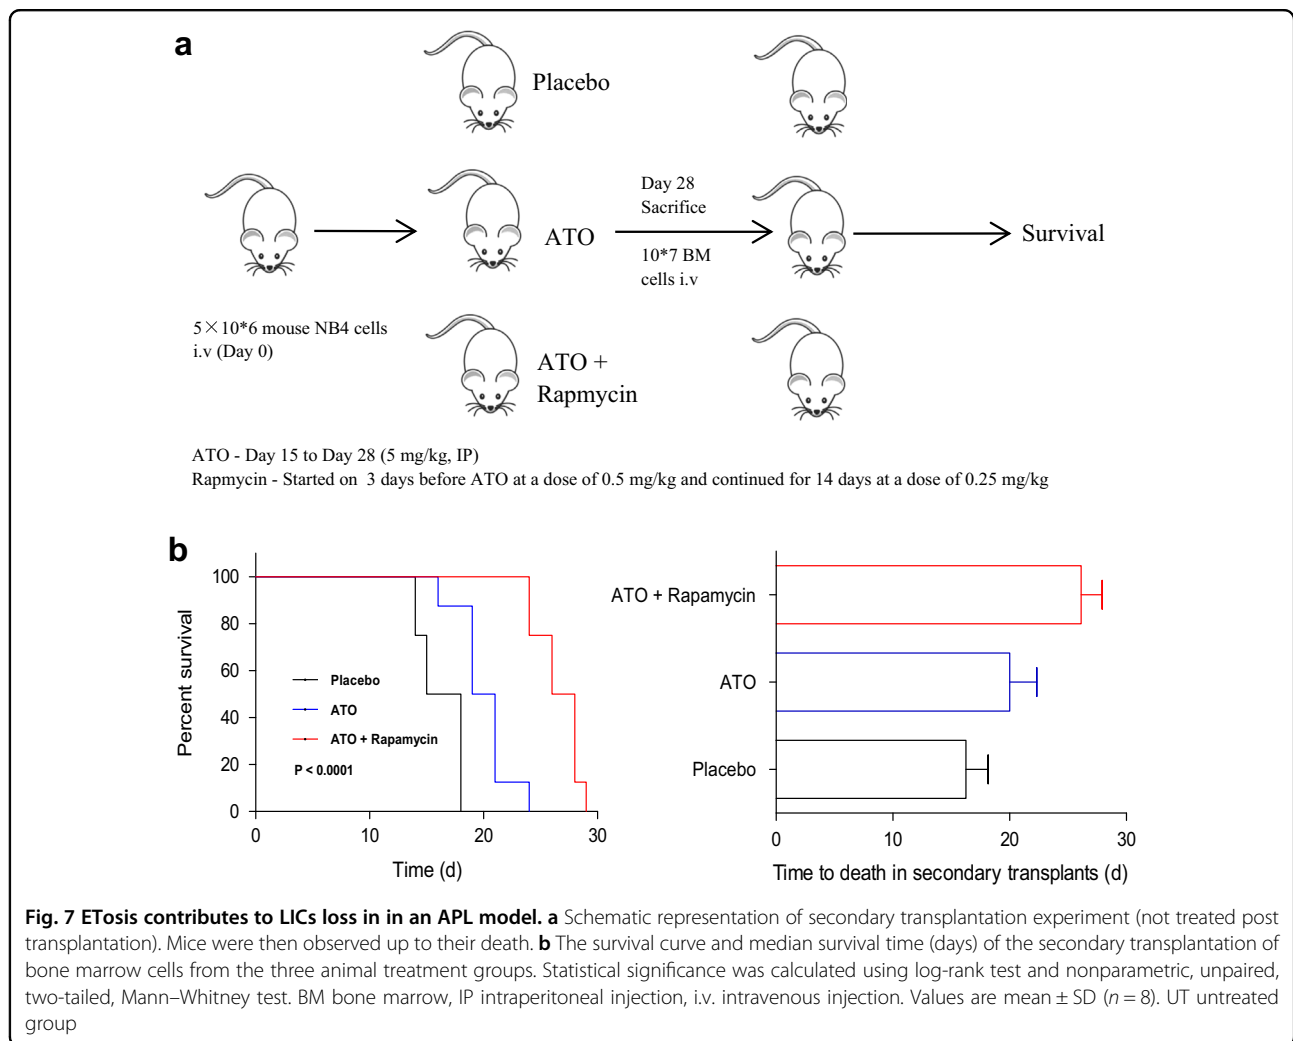 a
Placebo
Day 28
Sacrifice
ATO
Survival
10*7 BM
cells i.v
5×10*6 mouse NB4 cells
i.v (Day 0)
ATO +
Rapmycin
ATO - Day 15 to Day 28 (5 mg/kg, IP)
Rapmycin - Started on 3 days before ATO at a dose of 0.5 mg/kg and continued for 14 days at a dose of 0.25 mg/kg
b
Percent survival
100
80
60
40
20
0
Placebo
ATO
ATO + Rapamycin
P < 0.0001
0 10 20 30
Time (d)
ATO + Rapamycin
ATO
Placebo
0 10 20 30
Time to death in secondary transplants (d)
Fig. 7 ETosis contributes to LICs loss in in an APL model. a Schematic representation of secondary transplantation experiment (not treated post
transplantation). Mice were then observed up to their death. b The survival curve and median survival time (days) of the secondary transplantation of
bone marrow cells from the three animal treatment groups. Statistical significance was calculated using log-rank test and nonparametric, unpaired,
two-tailed, Mann–Whitney test. BM bone marrow, IP intraperitoneal injection, i.v. intravenous injection. Values are mean ± SD (n = 8). UT untreated
group